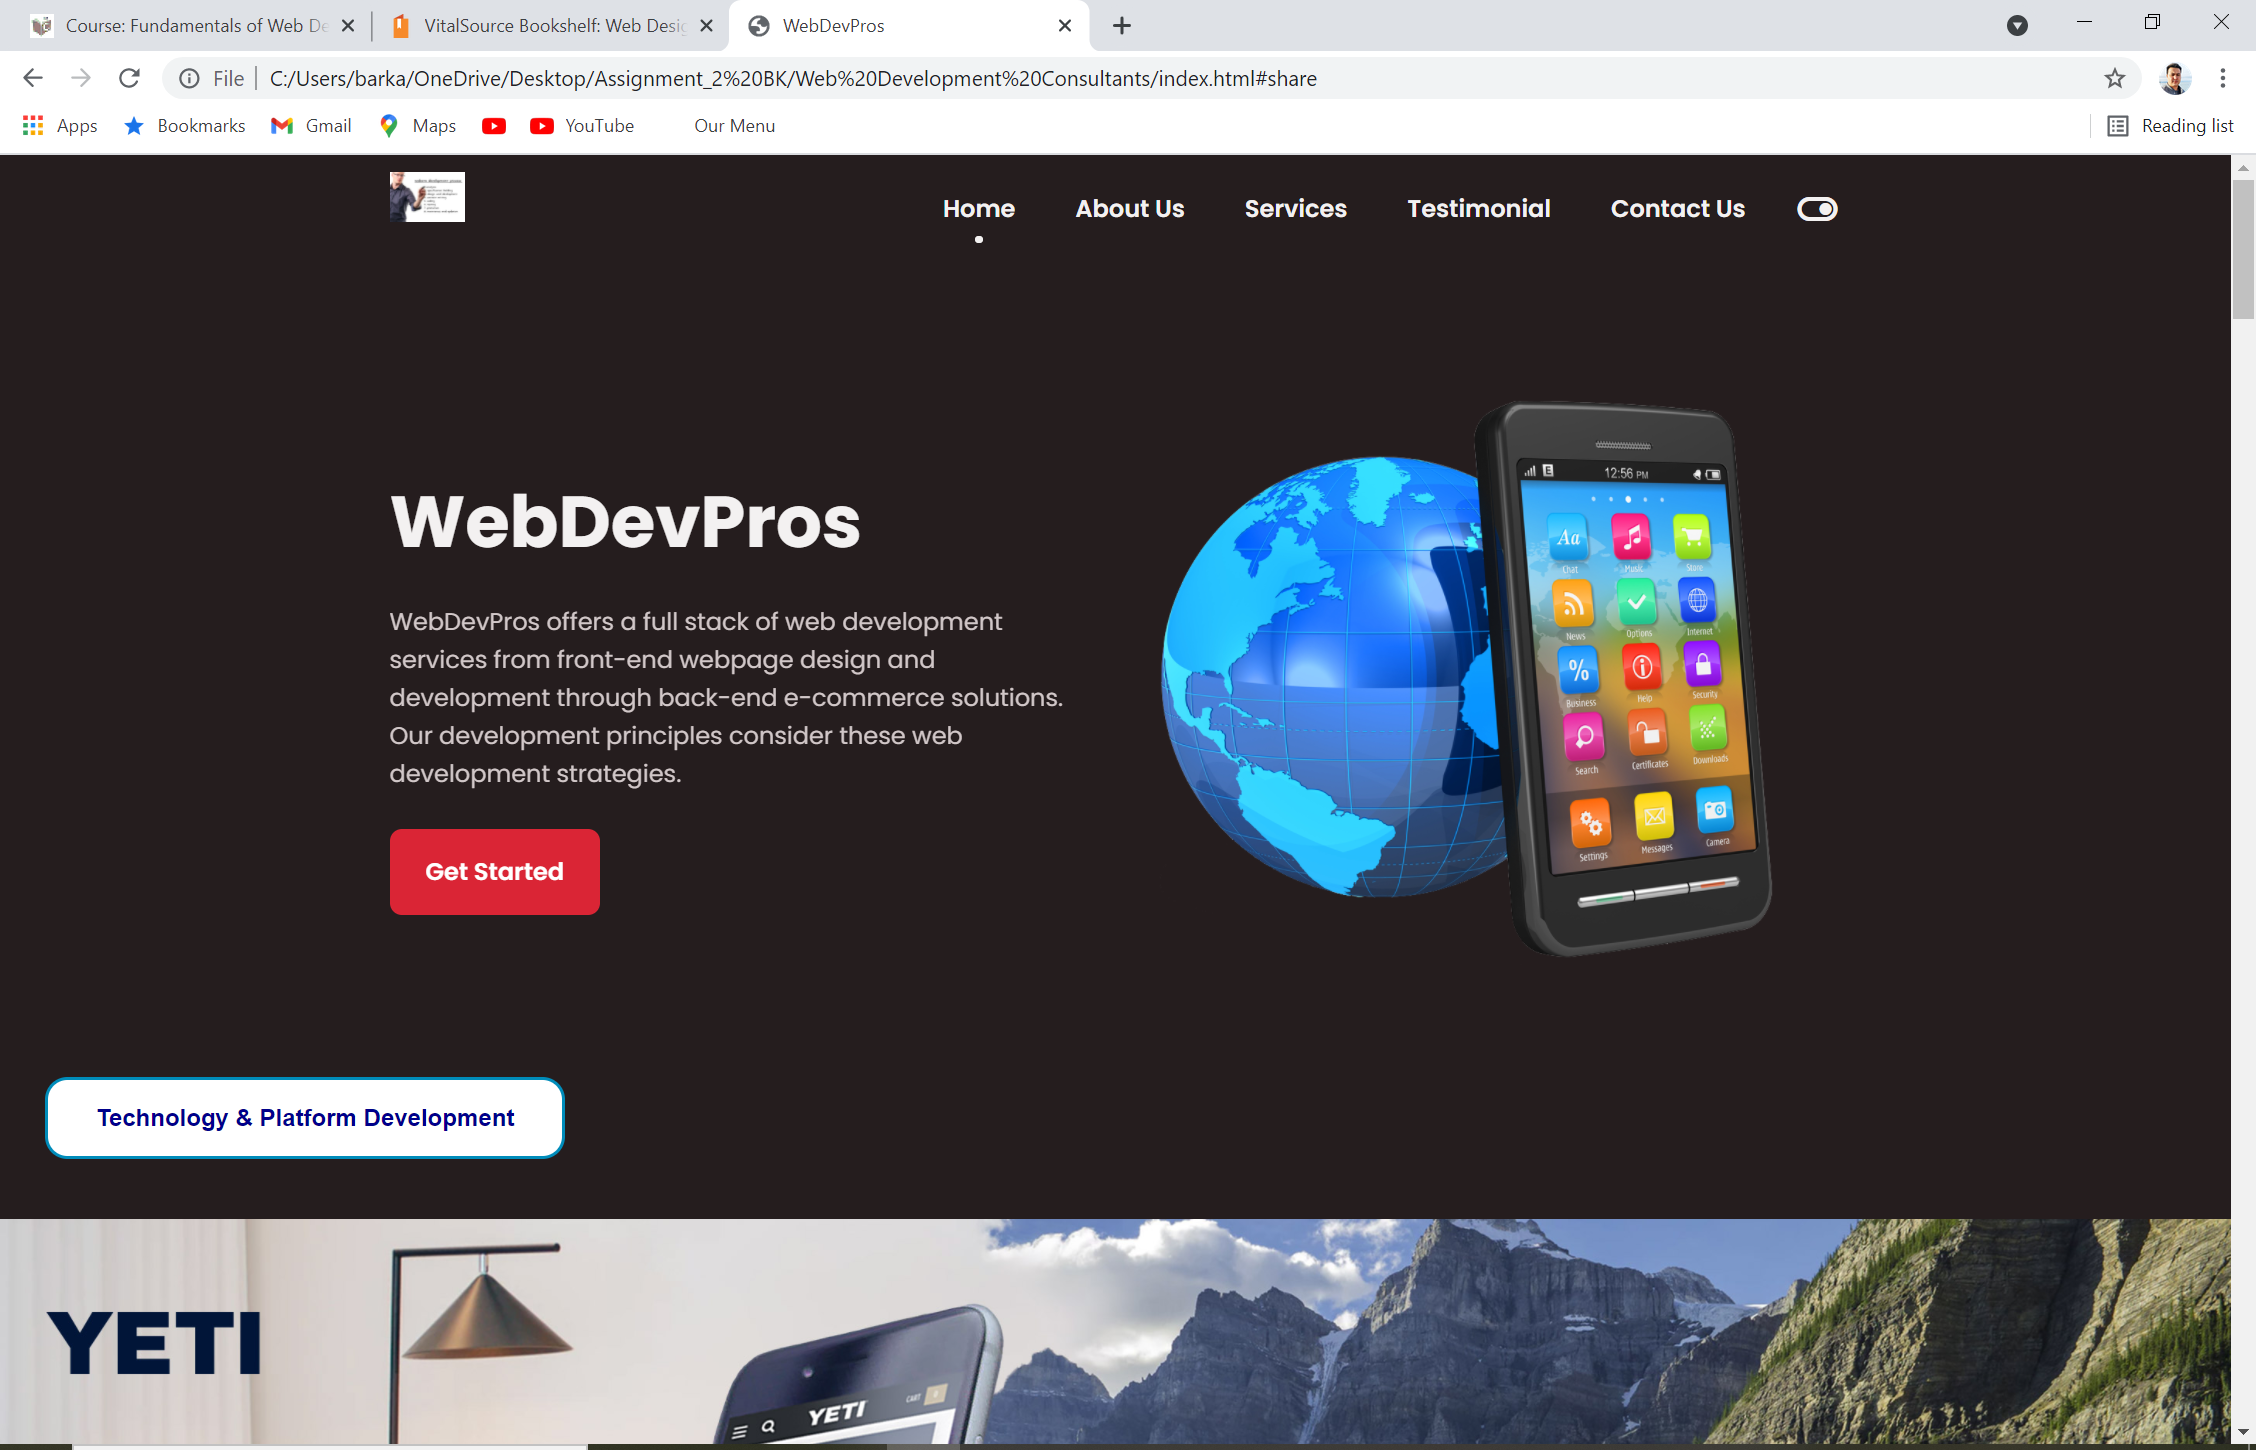 Course: Fundamentals of Web De
VitalSource Bookshelf: Web Desig
WebDevPros
File
C:/Users/barka/OneDrive/Desktop/Assignment_2%20BK/Web%20Development%20Consultants/index.html#share
Apps
Bookmarks
Gmail
Maps
YouTube
Our Menu
Reading list
Home
About Us
Services
Testimonial
Contact Us
WebDevPros
WebDevPros offers a full stack of web development
services from front-end webpage design and
development through back-end e-commerce solutions.
Our development principles consider these web
development strategies.
Get Started
E
12:56 PM
Aa
Chat
Music
Store
News
Options
Internet
%
Business
Help
Security
Search
Certificates
Downloads
Settings
Messages
Camera
Technology & Platform Development
YETI
YETI
CART